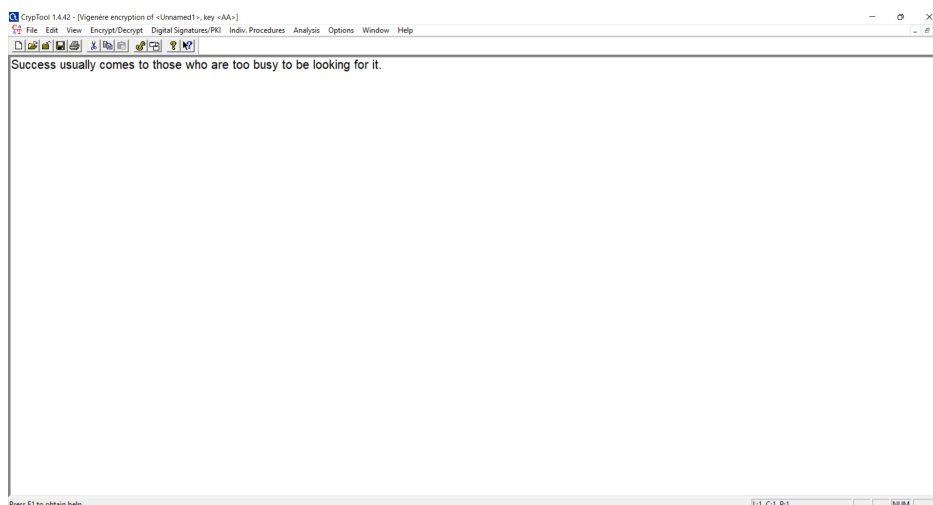 CrypTool 1.4.42 - [Vigenère encryption of <Unnamed1>, key <AA>]
File Edit View Encrypt/Decrypt Digital Signatures/PKI Indiv. Procedures Analysis Options Window Help
Success usually comes to those who are too busy to be looking for it.
Press F1 to obtain help. L:1 C:1 P:1 NUM